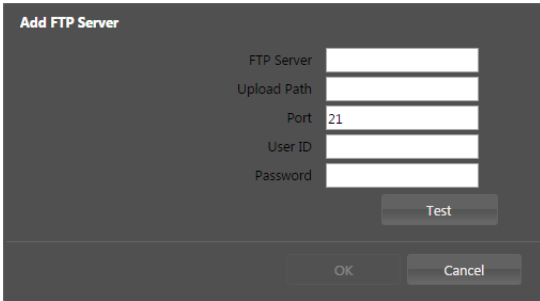 Add FTP Server
FTP Server
Upload Path
Port 21
User ID
Password
Test
OK Cancel